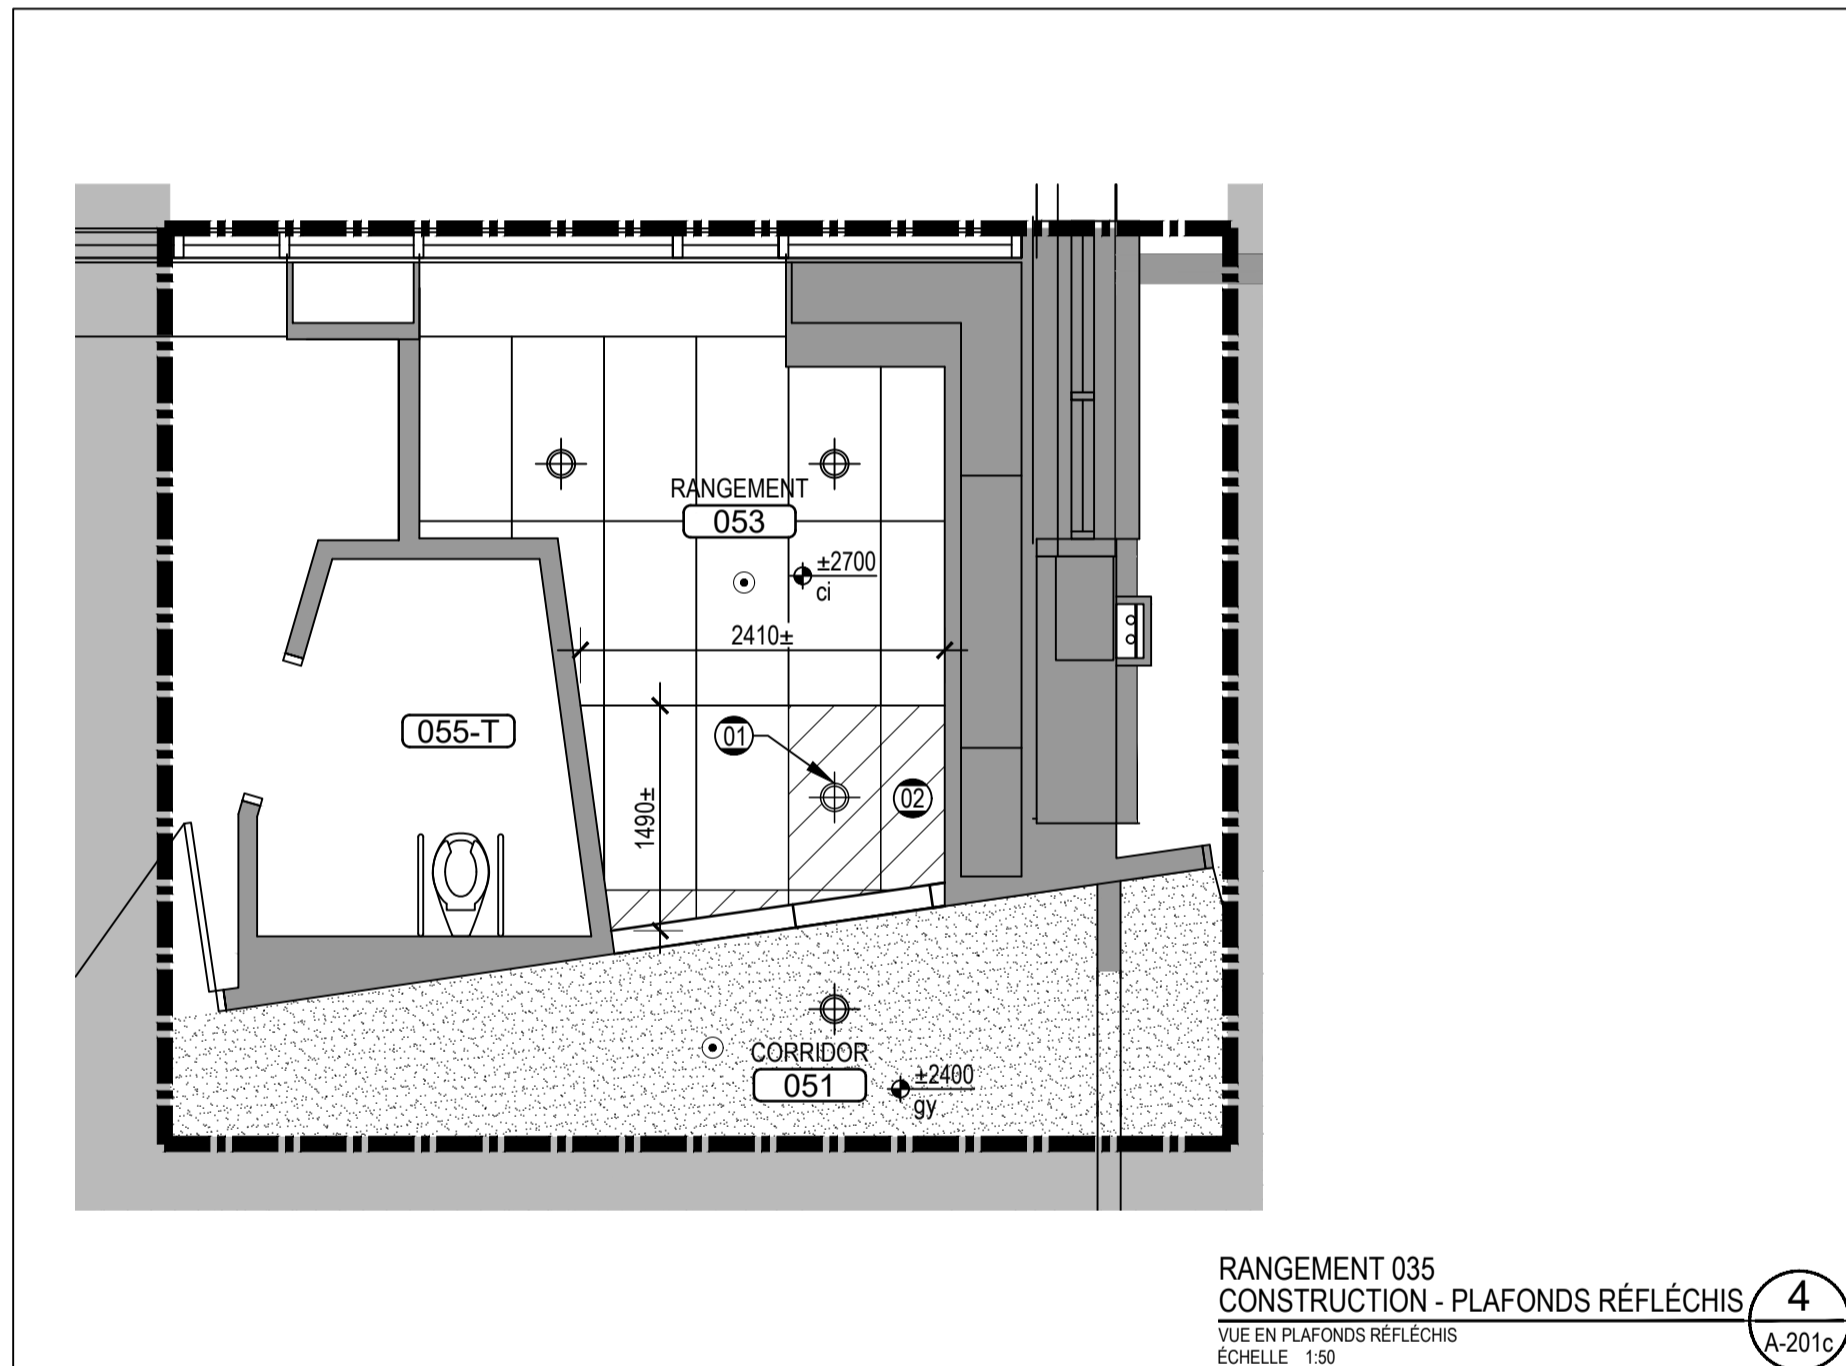 RANGEMENT
053
±2700
ci
2410±
055-T
01
1490±
02
CORRIDOR
051
±2400
gy
RANGEMENT 035
CONSTRUCTION - PLAFONDS RÉFLÉCHIS
VUE EN PLAFONDS RÉFLÉCHIS
ÉCHELLE 1:50
4
A-201c